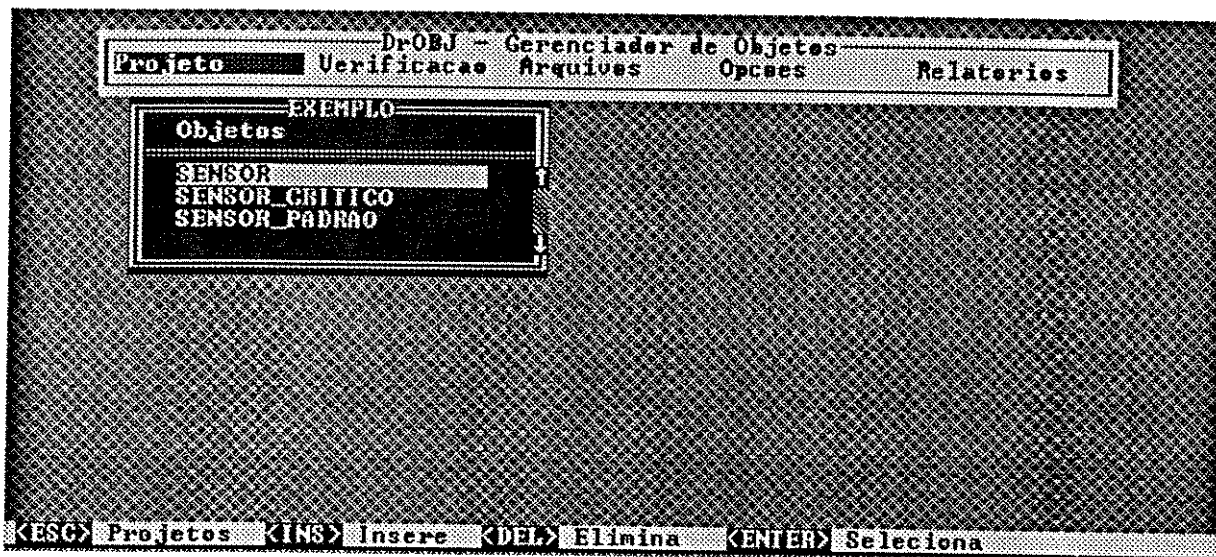 DrOBJ - Gerenciador de Objetos
Projeto Verificacao Arquivos Opcoes Relatorios
EXEMPLO
Objetos
SENSOR
SENSOR_CRITICO
SENSOR_PADRAO
<ESC> Projetos <INS> Insere <DEL> Elimina <ENTER> Seleciona